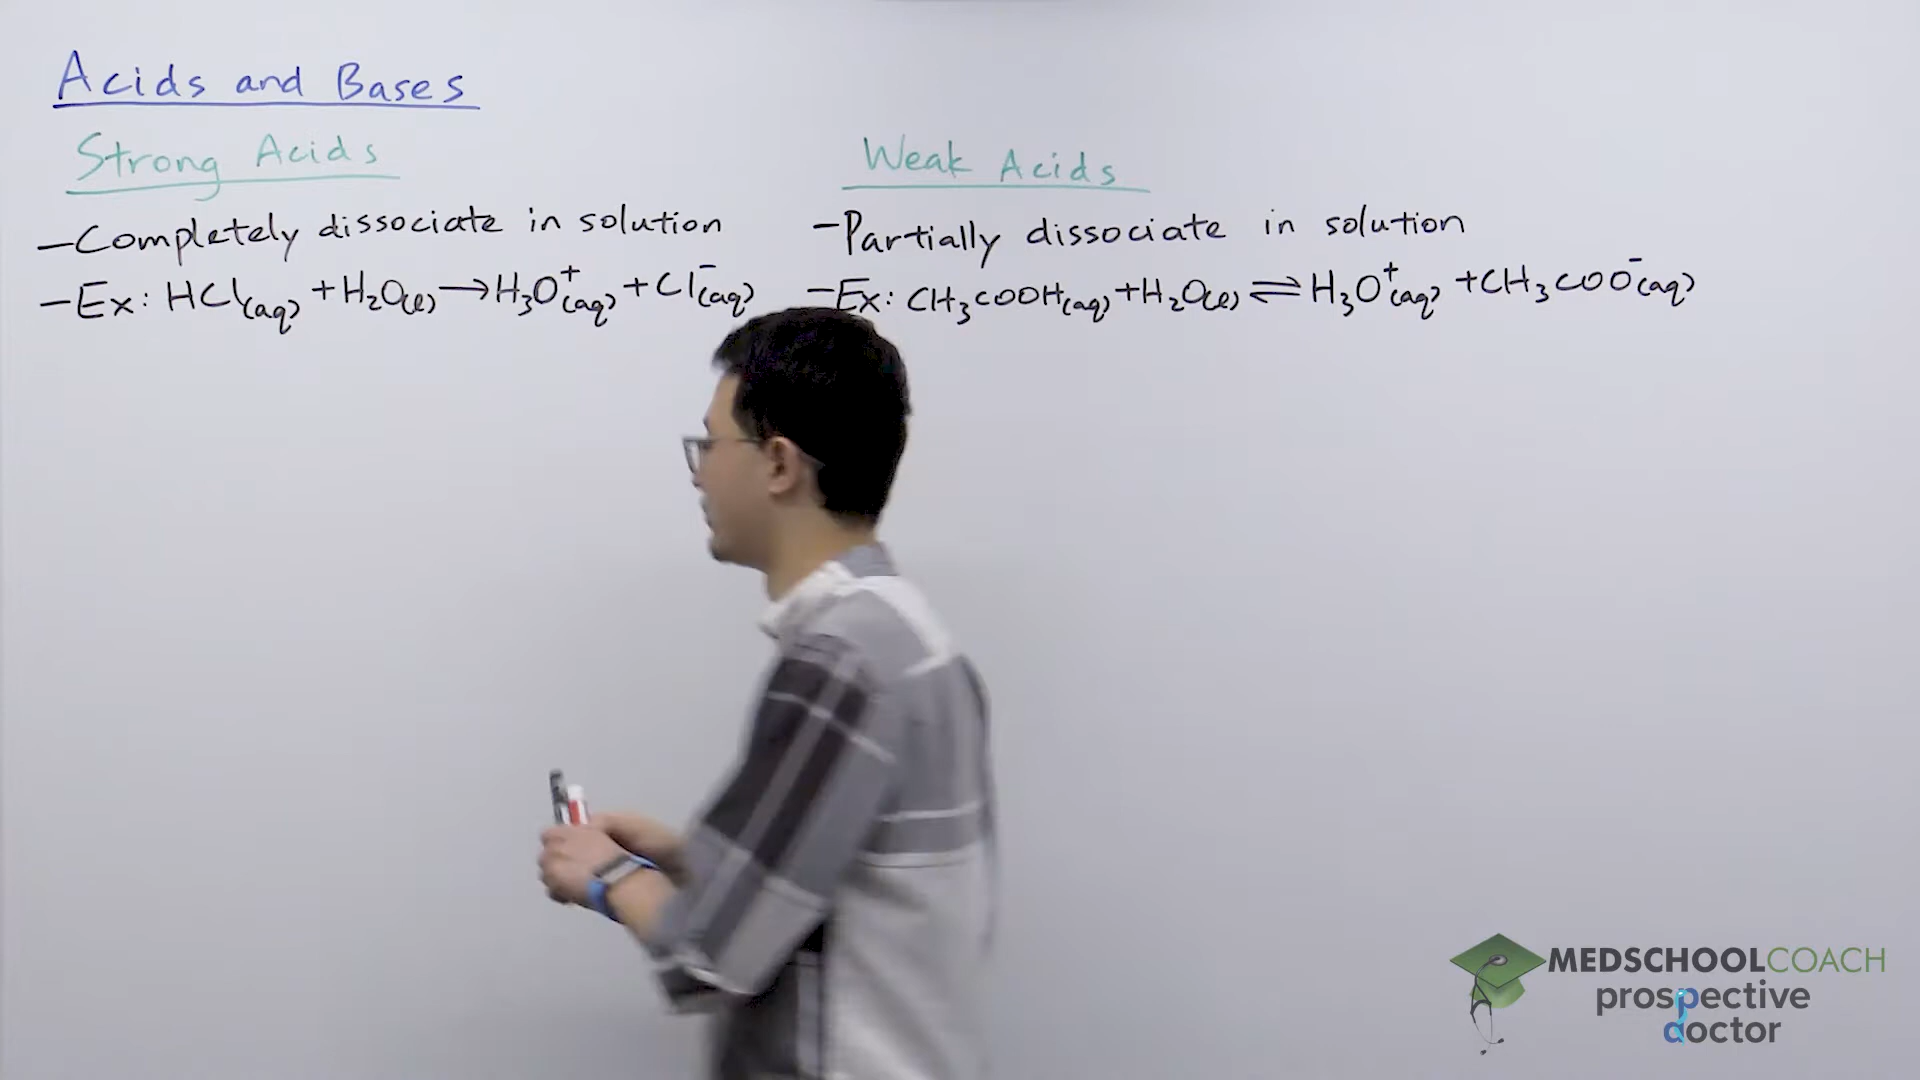 Acids and Bases
Strong Acids
-Completely dissociate in solution
-Ex: HCl(aq) + H₂O(l) → H₃O⁺(aq) + Cl⁻(aq)
Weak Acids
-Partially dissociate in solution
-Ex: CH₃COOH(aq) + H₂O(l) ⇌ H₃O⁺(aq) + CH₃COO⁻(aq)
MEDSCHOOLCOACH
prospective
doctor